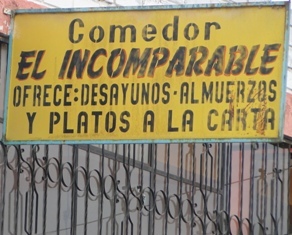 Comedor
EL INCOMPARABLE
OFRECE:DESAYUNOS-ALMUERZOS
Y PLATOS A LA CARTA